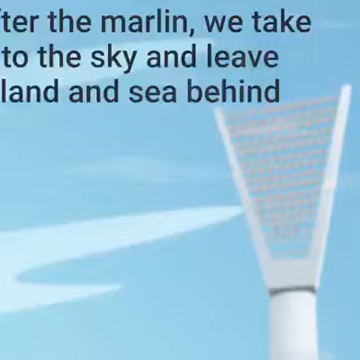 ter the marlin, we take
to the sky and leave
land and sea behind